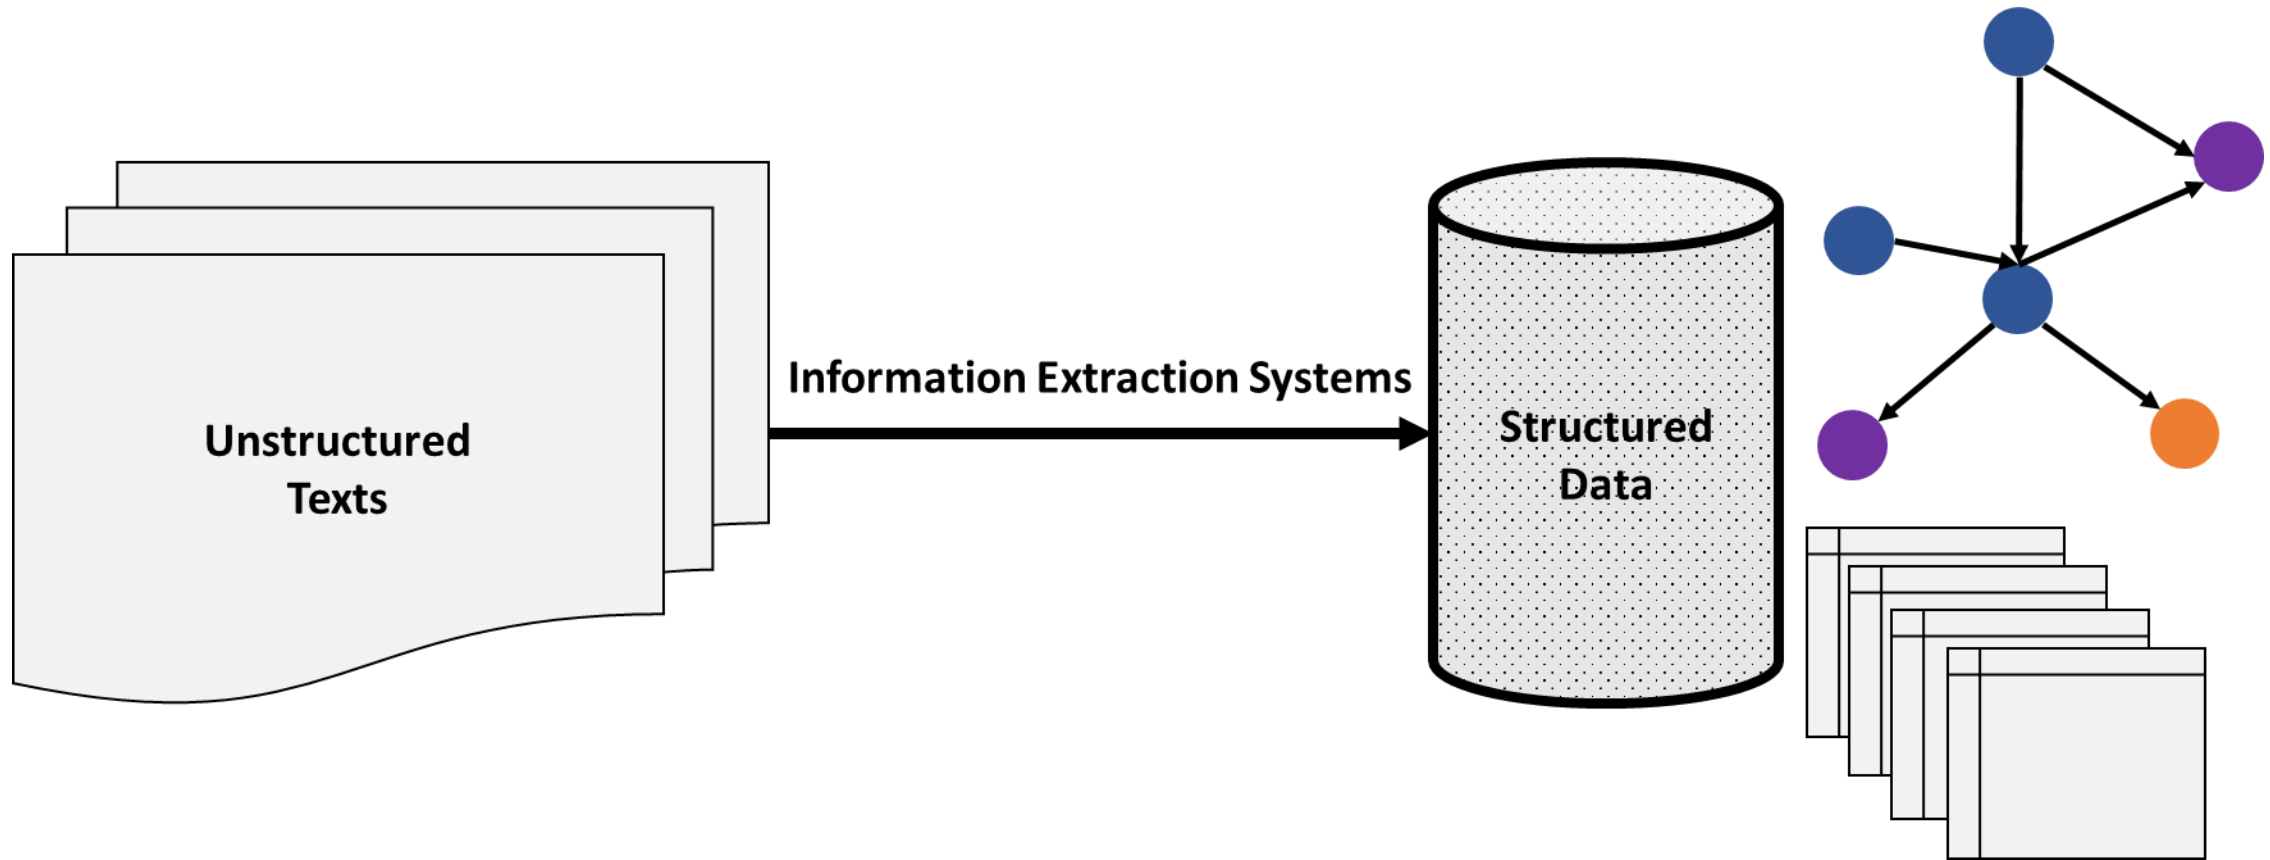 Unstructured
Texts
Information Extraction Systems
Structured
Data